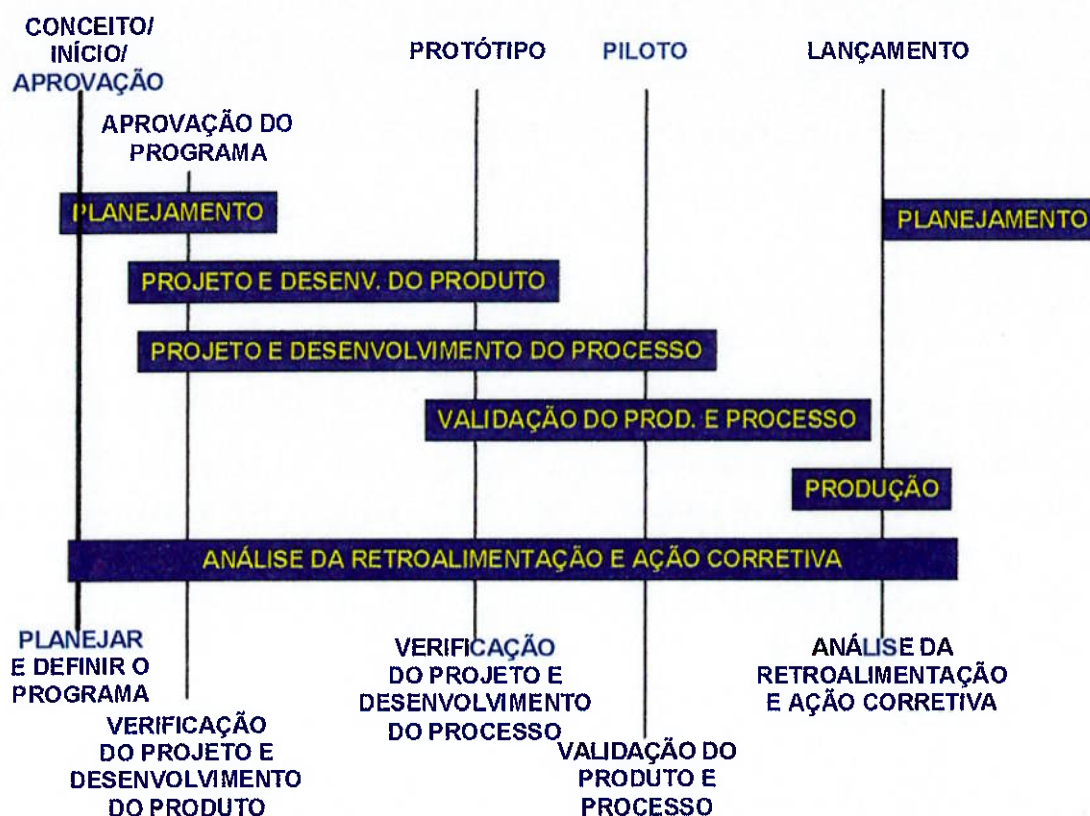 CONCEITO/
INÍCIO/
APROVAÇÃO
PROTÓTIPO
PILOTO
LANÇAMENTO
APROVAÇÃO DO
PROGRAMA
PLANEJAMENTO
PLANEJAMENTO
PROJETO E DESENV. DO PRODUTO
PROJETO E DESENVOLVIMENTO DO PROCESSO
VALIDAÇÃO DO PROD. E PROCESSO
PRODUÇÃO
ANÁLISE DA RETROALIMENTAÇÃO E AÇÃO CORRETIVA
PLANEJAR
E DEFINIR O
PROGRAMA
VERIFICAÇÃO
DO PROJETO E
DESENVOLVIMENTO
DO PRODUTO
VERIFICAÇÃO
DO PROJETO E
DESENVOLVIMENTO
DO PROCESSO
VALIDAÇÃO DO
PRODUTO E
PROCESSO
ANÁLISE DA
RETROALIMENTAÇÃO
E AÇÃO CORRETIVA